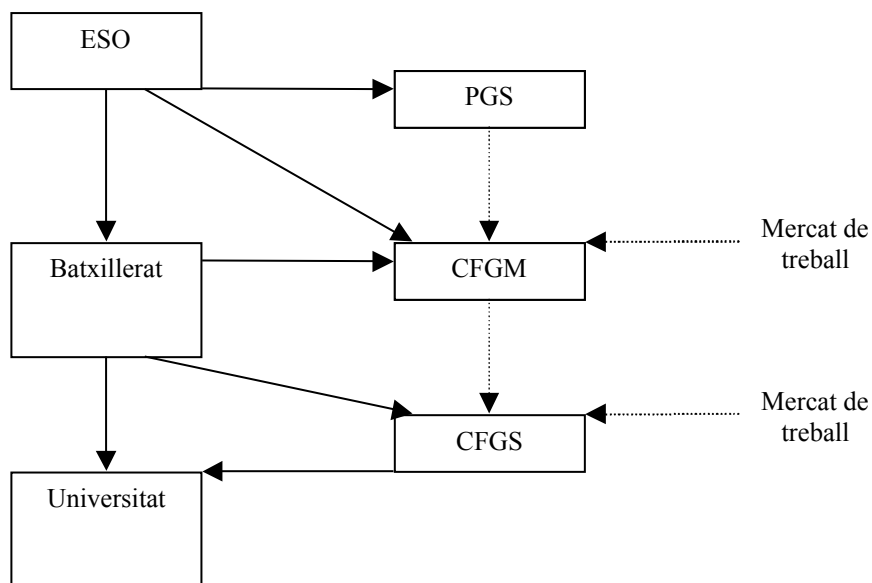 ESO
PGS
Mercat de
treball
Batxillerat
CFGM
Mercat de
treball
CFGS
Universitat